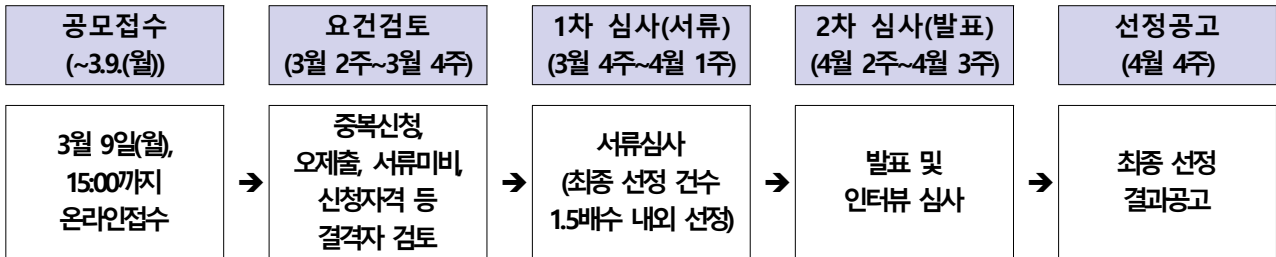 공모접수
(~3.9.(월))
요건검토
(3월 2주~3월 4주)
1차 심사(서류)
(3월 4주~4월 1주)
2차 심사(발표)
(4월 2주~4월 3주)
선정공고
(4월 4주)
3월 9일(월),
15:00까지
온라인접수
➔
중복신청,
오제출, 서류미비,
신청자격 등
결격자 검토
➔
서류심사
(최종 선정 건수
1.5배수 내외 선정)
➔
발표 및
인터뷰 심사
➔
최종 선정
결과공고